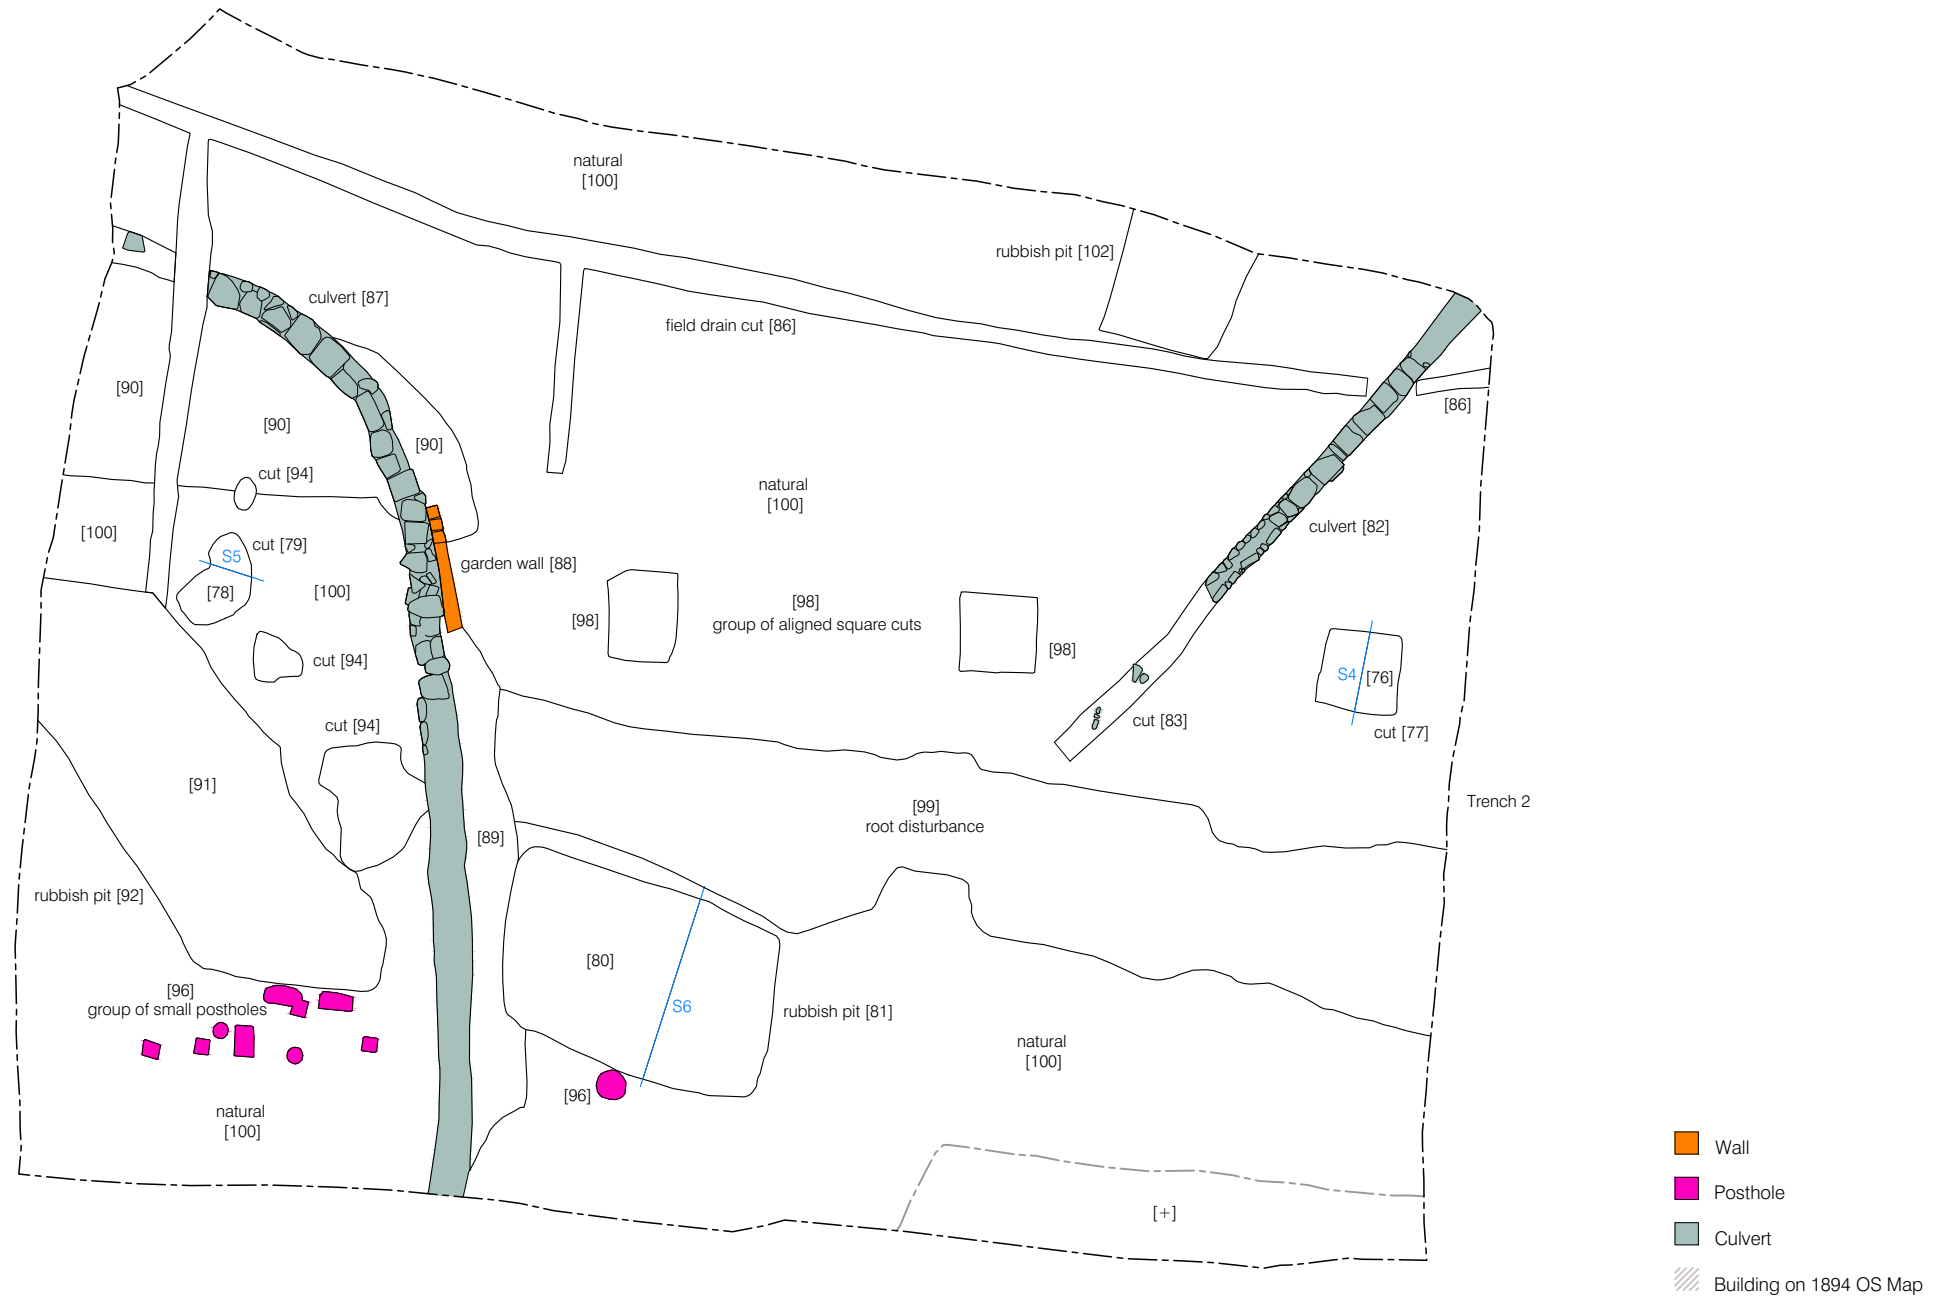 natural
[100]
rubbish pit [102]
culvert [87]
field drain cut [86]
[90]
[90]
[90]
[86]
cut [94]
natural
[100]
[100]
cut [79]
S5
[78]
[100]
garden wall [88]
culvert [82]
[98]
[98]
group of aligned square cuts
[98]
cut [94]
S4
[76]
cut [94]
cut [83]
cut [77]
[91]
Trench 2
[99]
root disturbance
[89]
rubbish pit [92]
[80]
[96]
group of small postholes
S6
rubbish pit [81]
natural
[100]
[96]
natural
[100]
[+]
Wall
Posthole
Culvert
Building on 1894 OS Map